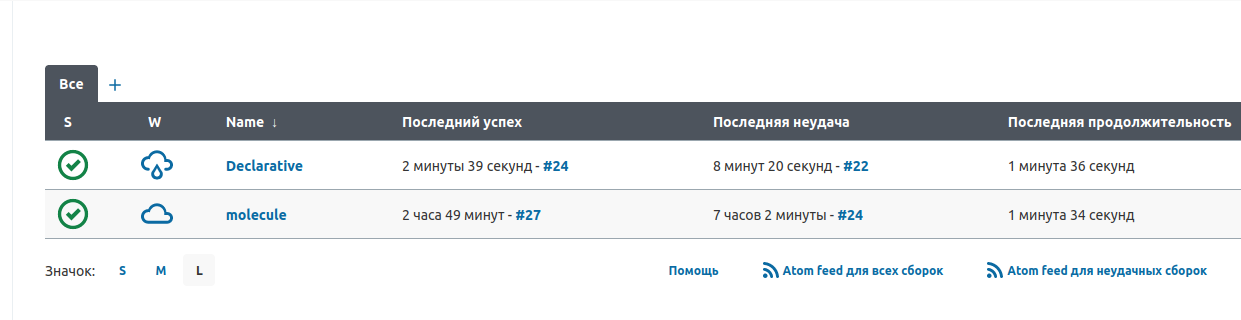 Все +
S W Name ↓ Последний успех Последняя неудача Последняя продолжительность
Declarative 2 минуты 39 секунд - #24 8 минут 20 секунд - #22 1 минута 36 секунд
molecule 2 часа 49 минут - #27 7 часов 2 минуты - #24 1 минута 34 секунд
Значок: S M L Помощь Atom feed для всех сборок Atom feed для неудачных сборок